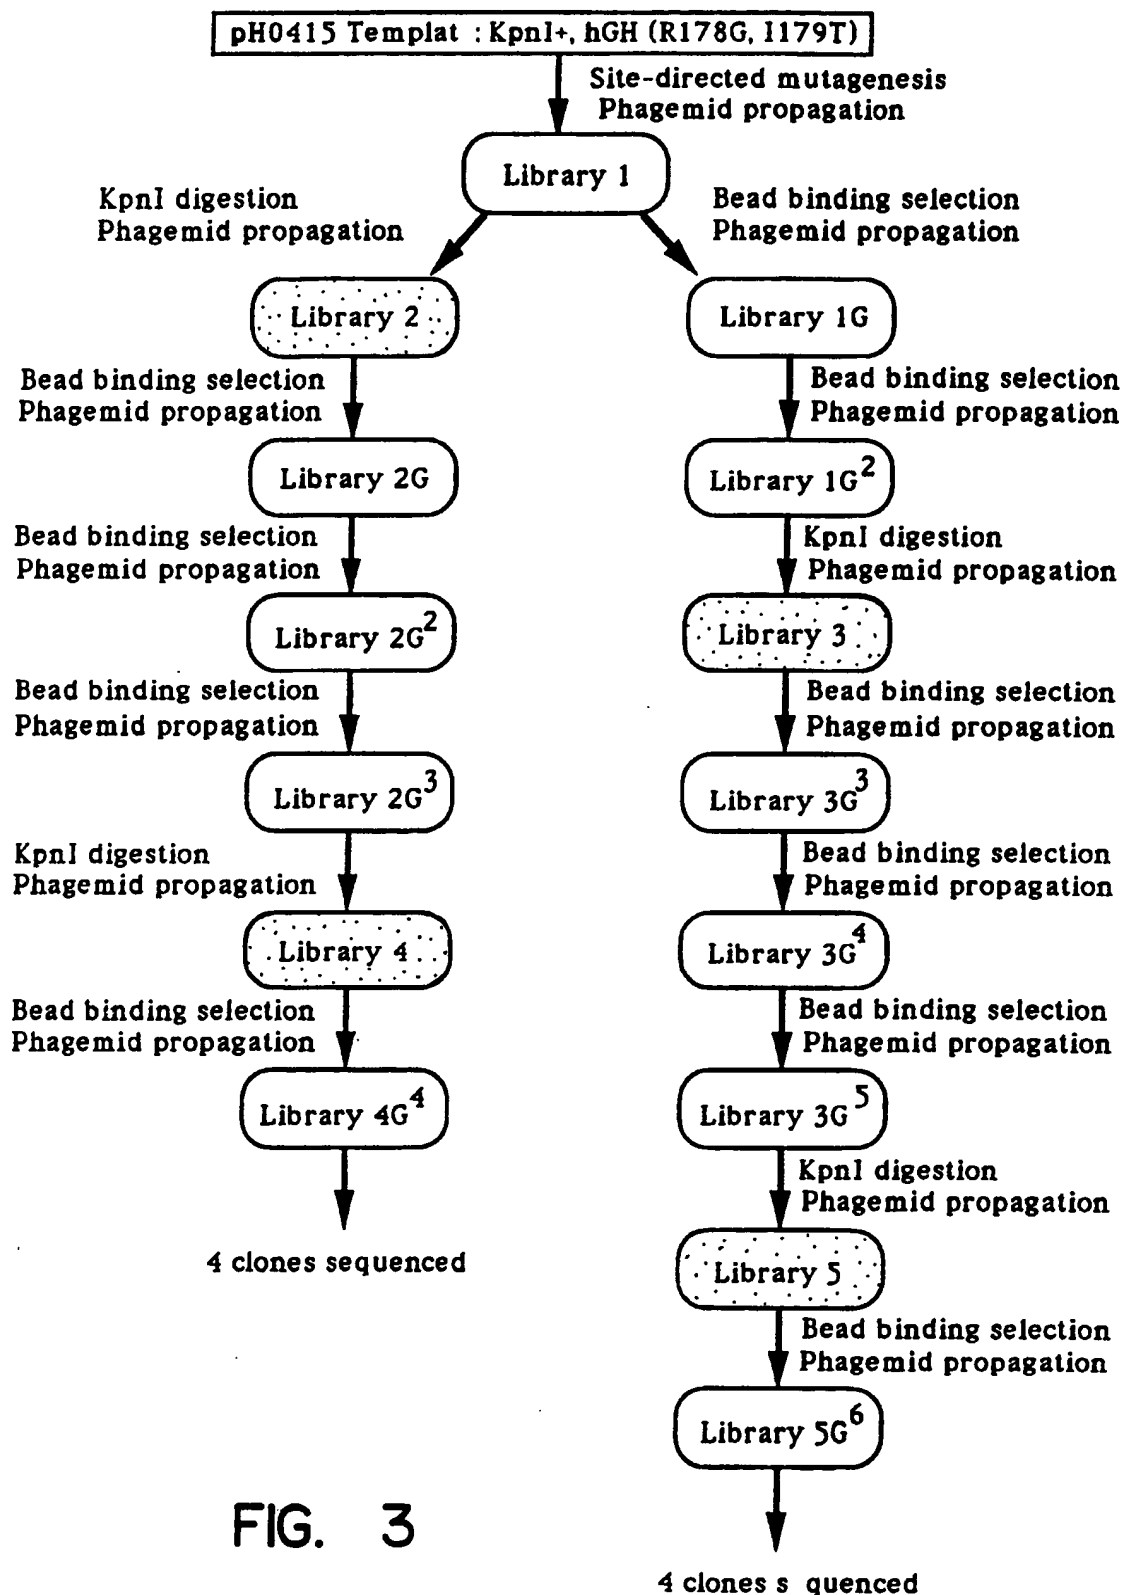 pH0415 Templat : KpnI+, hGH (R178G, I179T)
Site-directed mutagenesis
Phagemid propagation
Library 1
KpnI digestion
Phagemid propagation
Bead binding selection
Phagemid propagation
Library 2
Library 1G
Bead binding selection
Phagemid propagation
Bead binding selection
Phagemid propagation
Library 2G
Library 1G²
Bead binding selection
Phagemid propagation
KpnI digestion
Phagemid propagation
Library 2G²
Library 3
Bead binding selection
Phagemid propagation
Bead binding selection
Phagemid propagation
Library 2G³
Library 3G³
KpnI digestion
Phagemid propagation
Bead binding selection
Phagemid propagation
Library 4
Library 3G⁴
Bead binding selection
Phagemid propagation
Bead binding selection
Phagemid propagation
Library 4G⁴
Library 3G⁵
KpnI digestion
Phagemid propagation
4 clones sequenced
Library 5
Bead binding selection
Phagemid propagation
Library 5G⁶
FIG. 3
4 clones s quenced